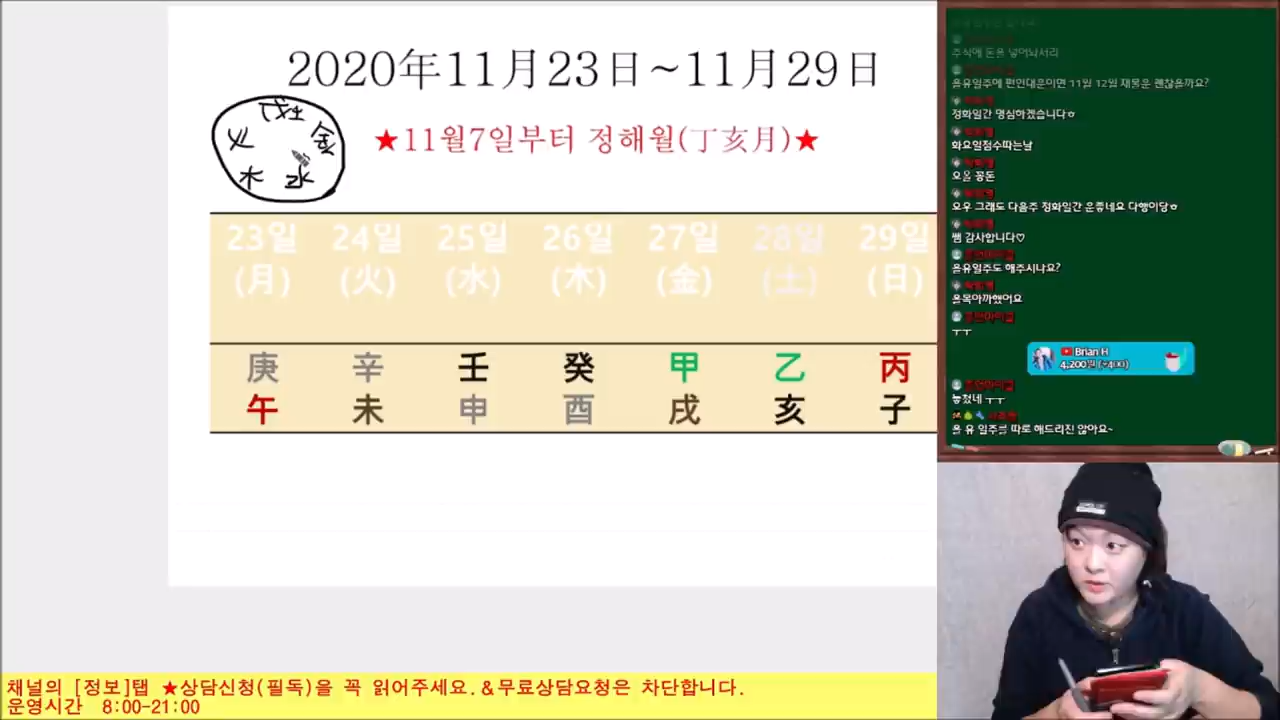 2020年11月23日~11月29日
戊土
火
金
木
水
★11월7일부터 정해월(丁亥月)★
23일 24일 25일 26일 27일 28일 29일
(月) (火) (水) (木) (金) (土) (日)
庚 辛 壬 癸 甲 乙 丙
午 未 申 酉 戌 亥 子
주식에 돈을 넣어놔서리
을유일주에 편인대운이면 11월 12월 재물운 괜찮을까요?
정화일간 명심하겠습니다ㅎ
화요일점수따는날
오올 꽁돈
오우 그래도 다음주 정화일간 운좋네요 다행이당ㅎ
쌤 감사합니다♡
을유일주도 해주시나요?
을목아까했어요
ㅜㅜ
Brian H
4,200원
놓쳤네 ㅜㅜ
을 유 일주를 따로 해드리진 않아요~
채널의 [정보]탭 ★상담신청(필독)을 꼭 읽어주세요.&무료상담요청은 차단합니다.
운영시간 8:00-21:00